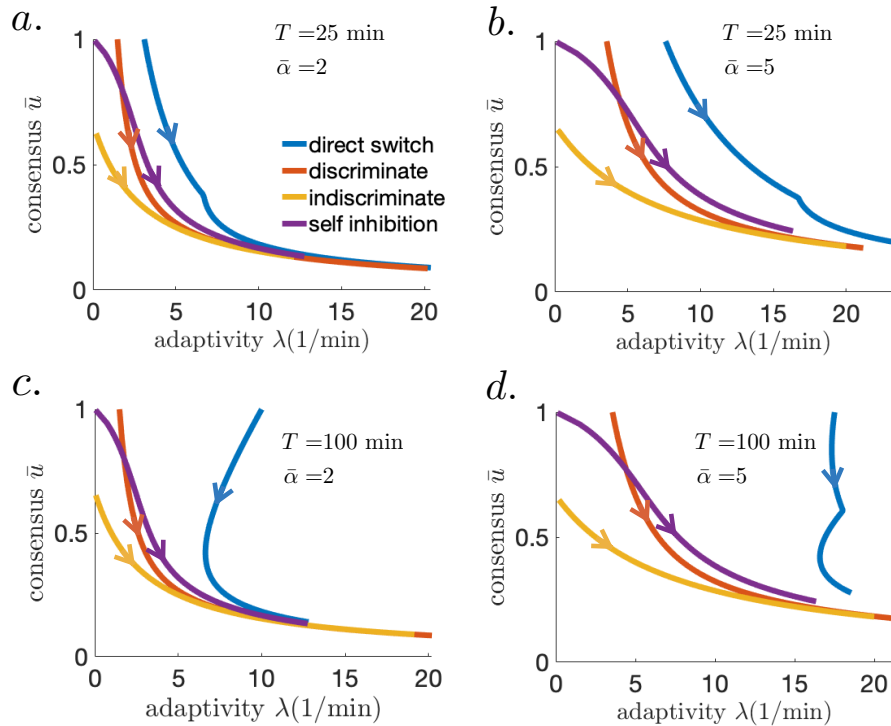 a.
T =25 min
ᾱ =2
direct switch
discriminate
indiscriminate
self inhibition
consensus ū
1
0.5
0
0 5 10 15 20
adaptivity λ(1/min)
b.
T =25 min
ᾱ =5
consensus ū
1
0.5
0
0 5 10 15 20
adaptivity λ(1/min)
c.
T =100 min
ᾱ =2
consensus ū
1
0.5
0
0 5 10 15 20
adaptivity λ(1/min)
d.
T =100 min
ᾱ =5
consensus ū
1
0.5
0
0 5 10 15 20
adaptivity λ(1/min)